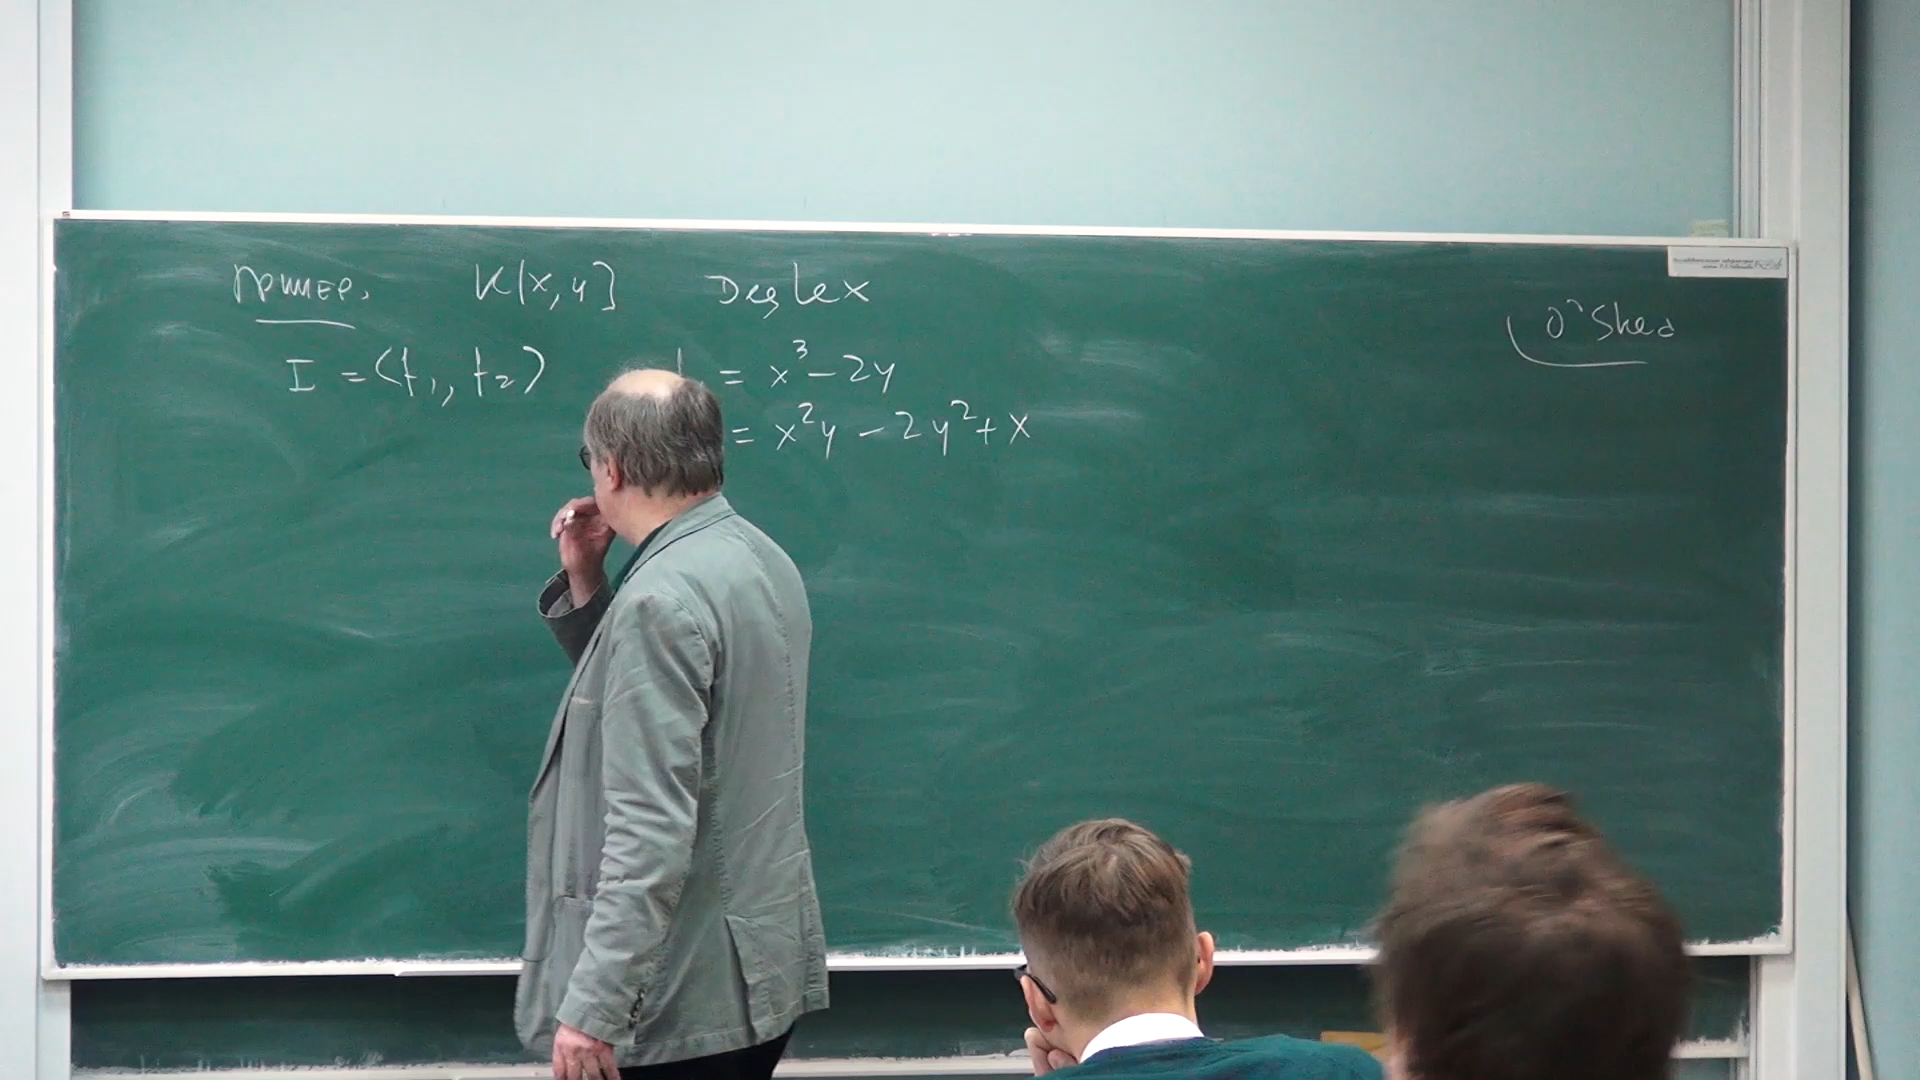 Пример. K[x,y] Deglex
I = (f₁, f₂) = x³ - 2y
= x²y - 2y² + x
O'Shea